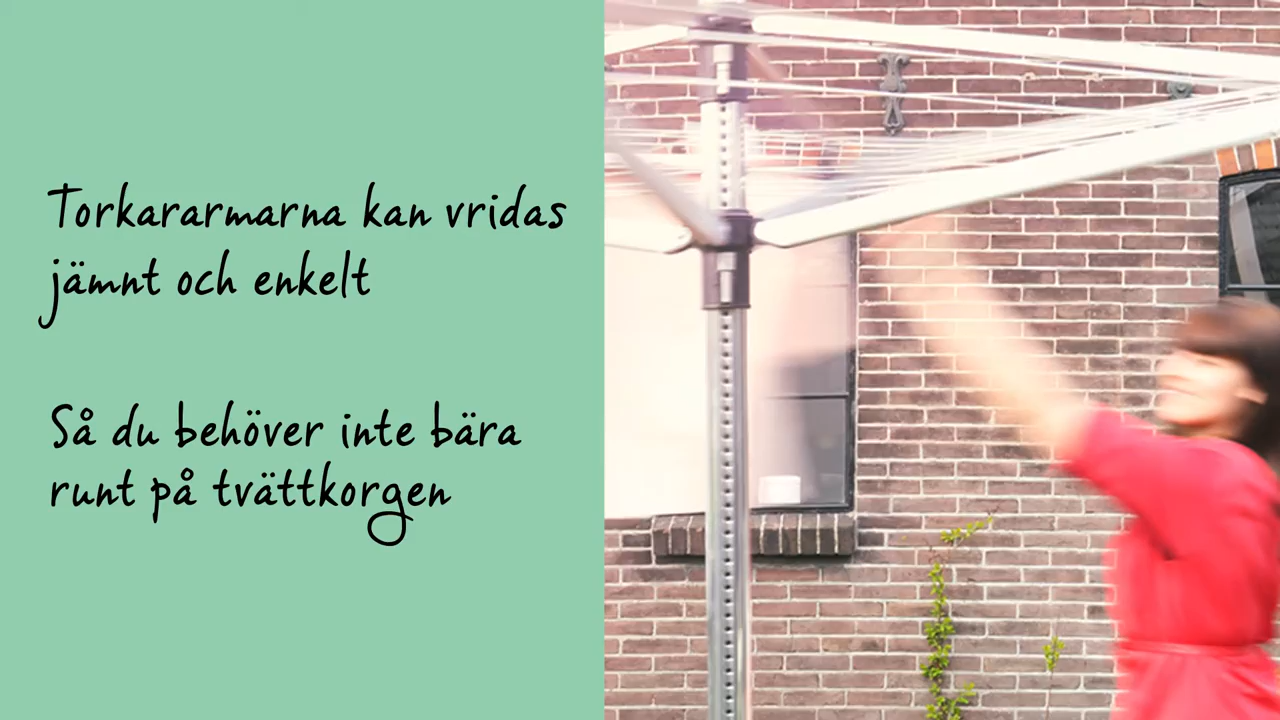 Torkararmarna kan vridas
jämnt och enkelt
Så du behöver inte bära
runt på tvättkorgen